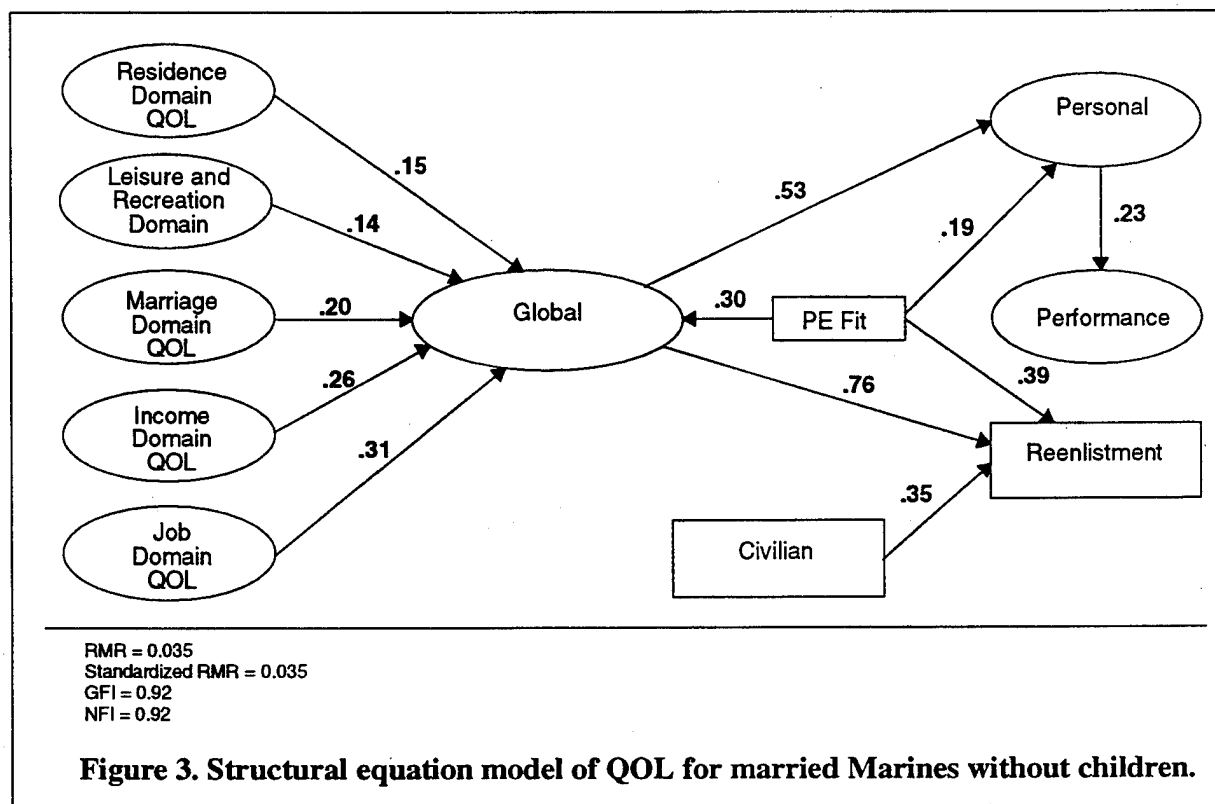 Residence
Domain
QOL
Leisure and
Recreation
Domain
Marriage
Domain
QOL
Income
Domain
QOL
Job
Domain
QOL
.15
.14
.20
.26
.31
Global
.53
.30
.76
PE Fit
.19
.39
.35
Civilian
Personal
.23
Performance
Reenlistment
RMR = 0.035
Standardized RMR = 0.035
GFI = 0.92
NFI = 0.92
Figure 3. Structural equation model of QOL for married Marines without children.